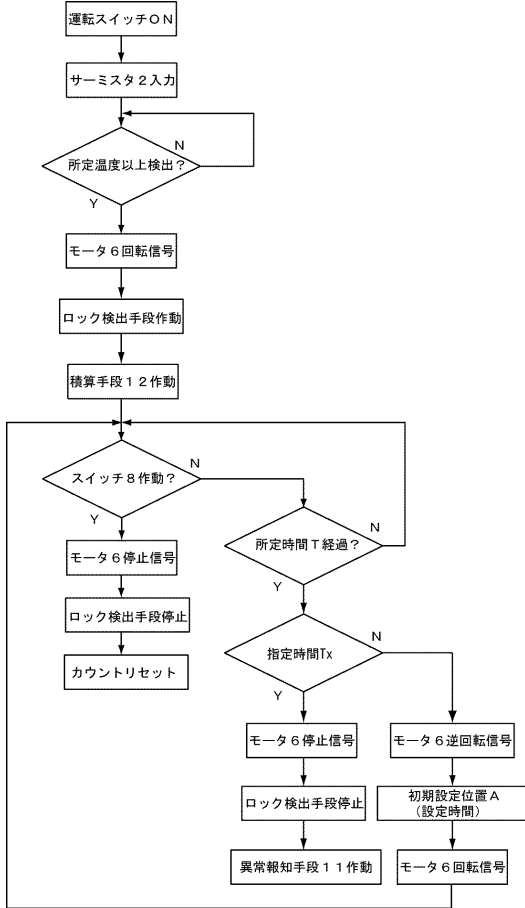 運転スイッチON
サーミスタ2入力
N
所定温度以上検出?
Y
モータ6回転信号
ロック検出手段作動
積算手段12作動
スイッチ8作動?
N
Y
モータ6停止信号
ロック検出手段停止
カウントリセット
所定時間T経過?
N
Y
指定時間Tx
N
Y
モータ6停止信号
ロック検出手段停止
異常報知手段11作動
モータ6逆回転信号
初期設定位置A
(設定時間)
モータ6回転信号